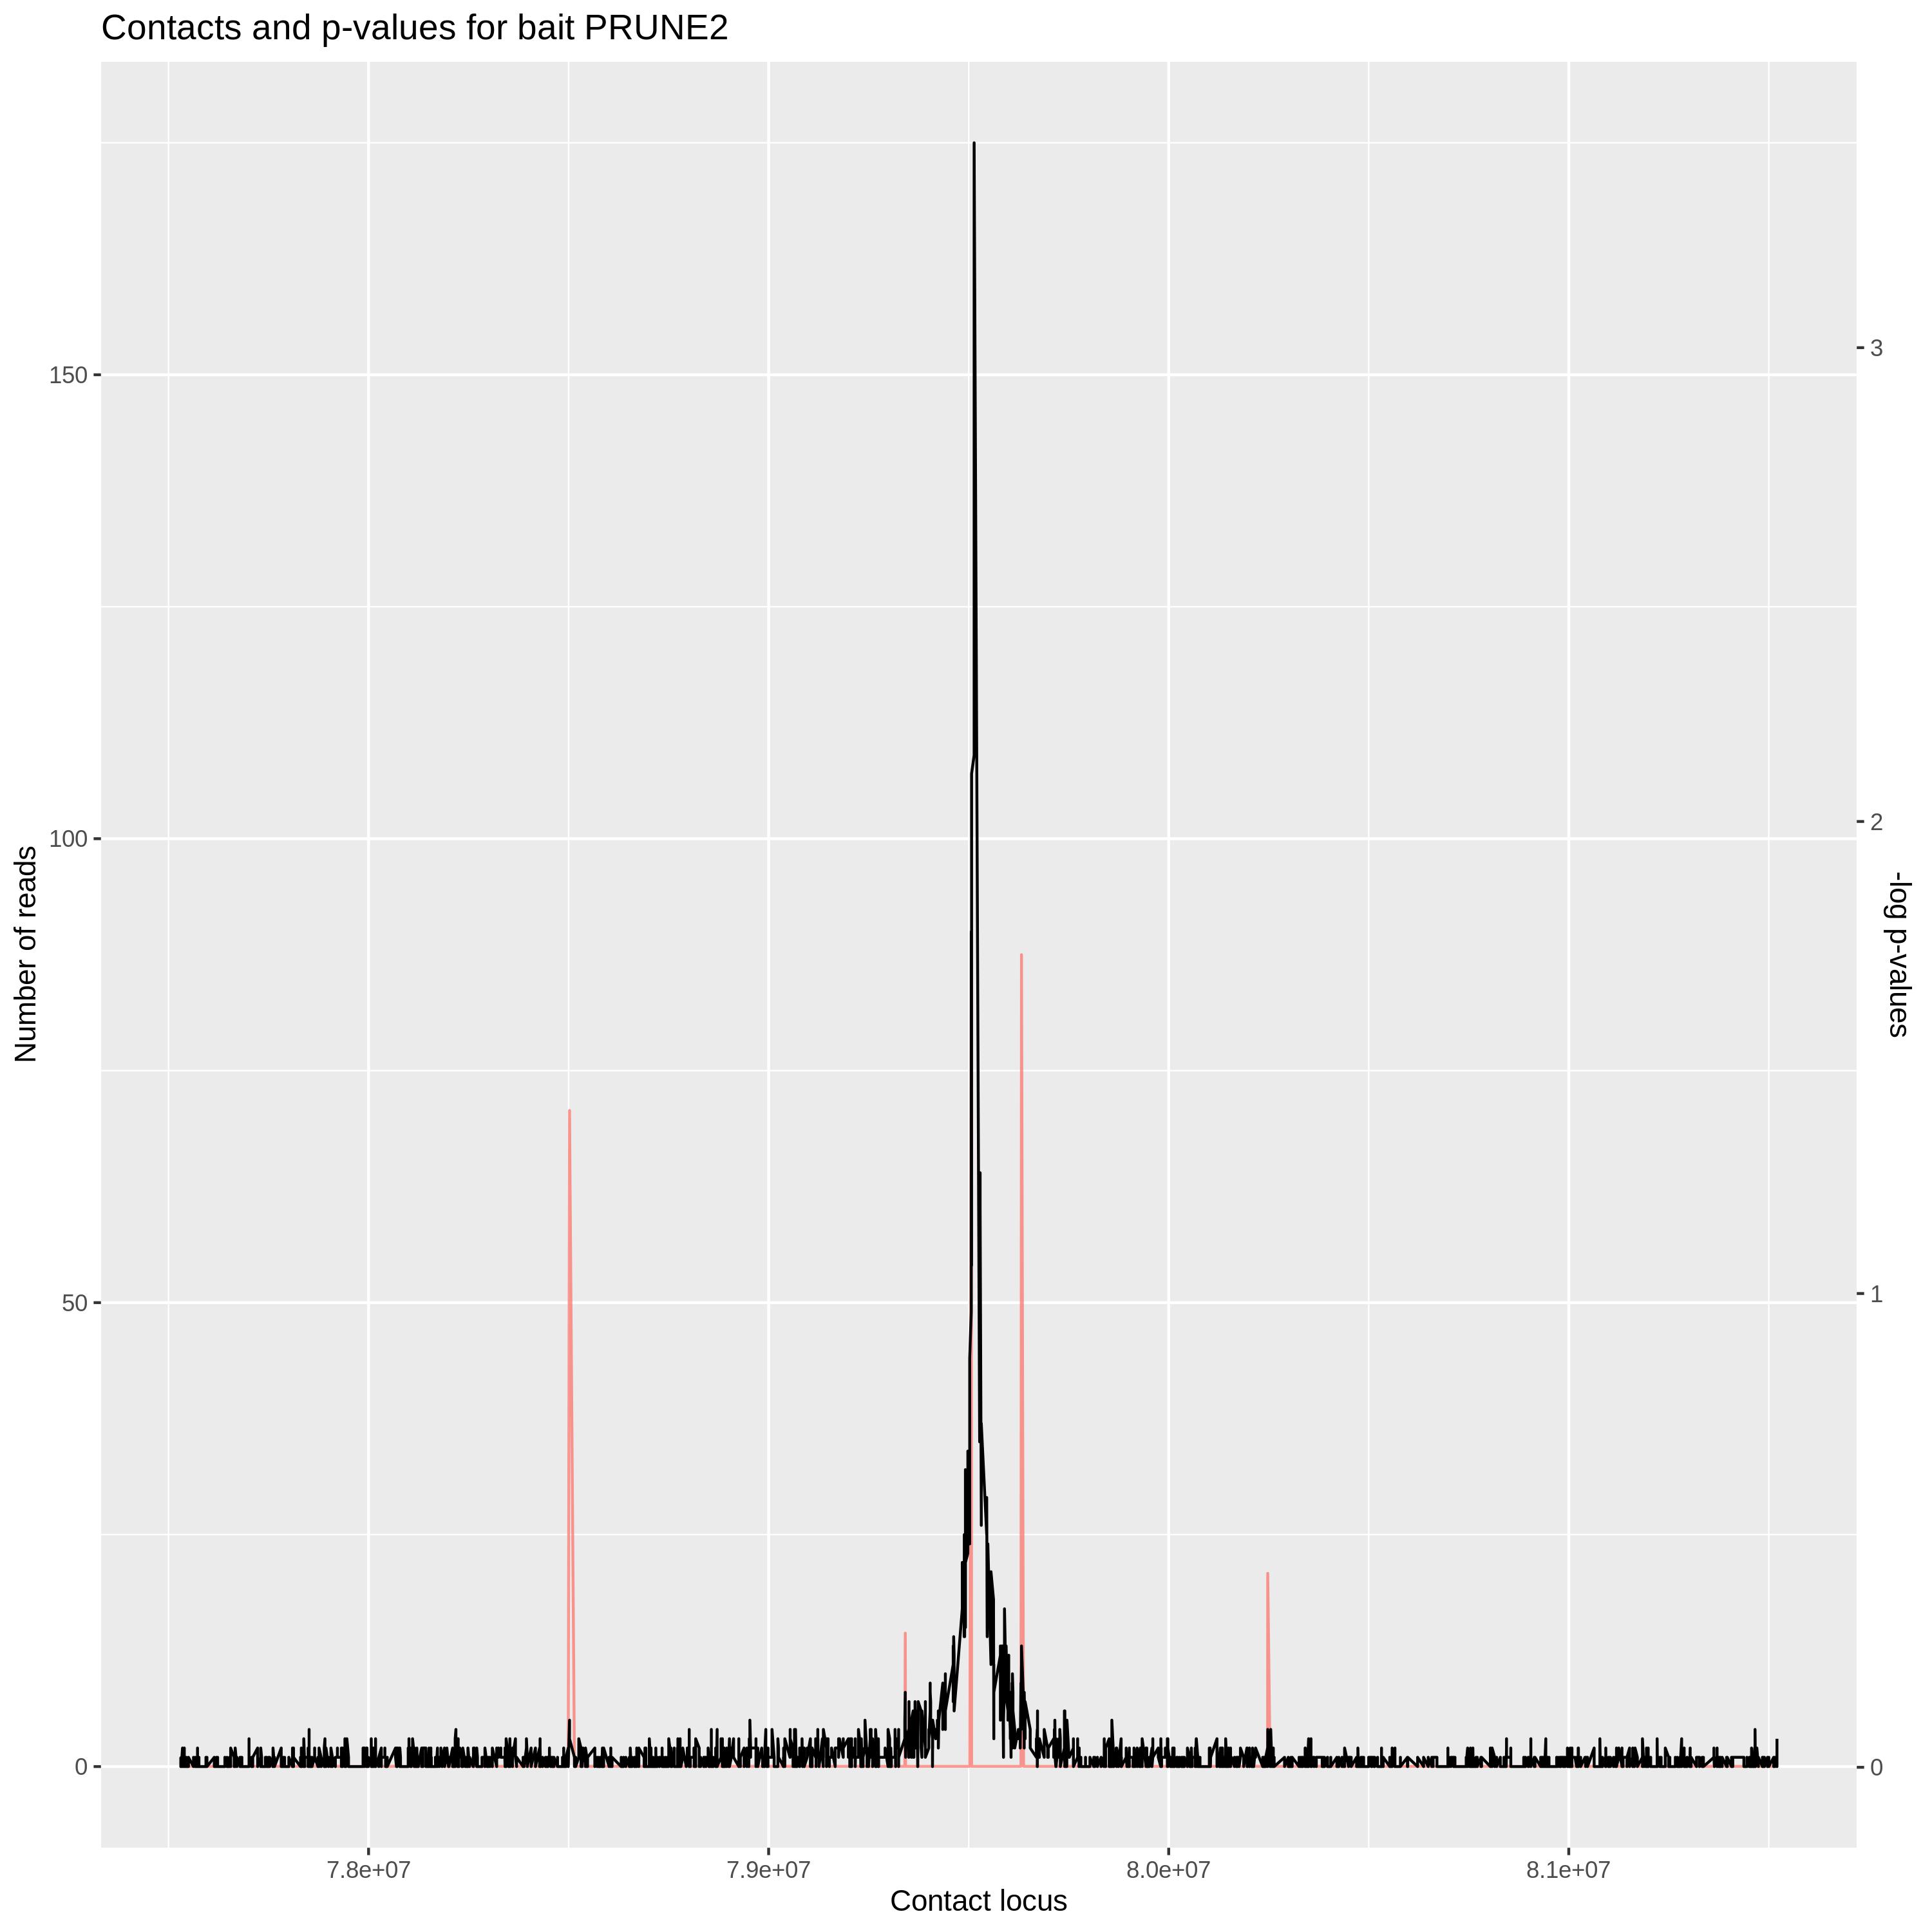 Contacts and p-values for bait PRUNE2
Number of reads
150
100
50
0
3
2
1
0
-log p-values
7.8e+07
7.9e+07
8.0e+07
8.1e+07
Contact locus